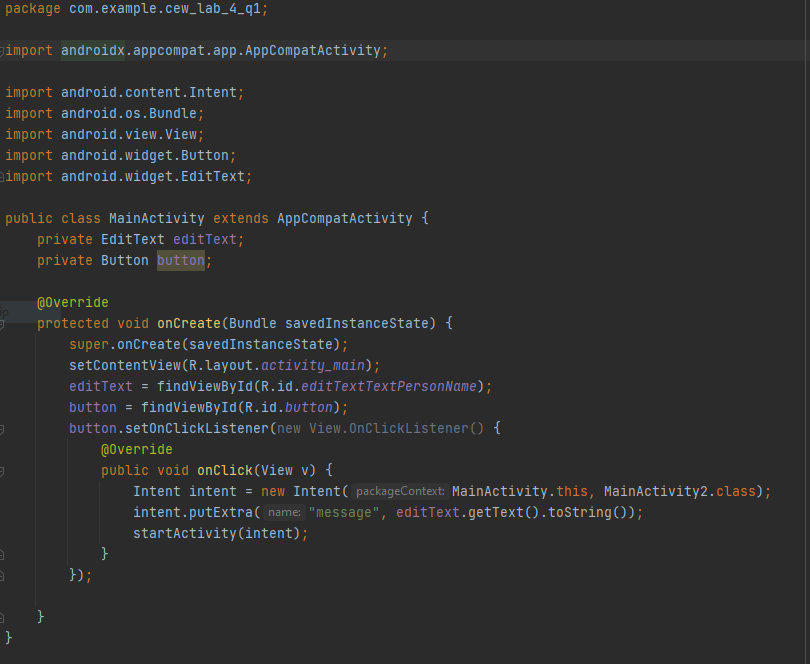 package com.example.cew_lab_4_q1;
import androidx.appcompat.app.AppCompatActivity;
import android.content.Intent;
import android.os.Bundle;
import android.view.View;
import android.widget.Button;
import android.widget.EditText;
public class MainActivity extends AppCompatActivity {
    private EditText editText;
    private Button button;
    @Override
    protected void onCreate(Bundle savedInstanceState) {
        super.onCreate(savedInstanceState);
        setContentView(R.layout.activity_main);
        editText = findViewById(R.id.editTextTextPersonName);
        button = findViewById(R.id.button);
        button.setOnClickListener(new View.OnClickListener() {
            @Override
            public void onClick(View v) {
                Intent intent = new Intent( packageContext: MainActivity.this, MainActivity2.class);
                intent.putExtra( name: "message", editText.getText().toString());
                startActivity(intent);
            }
        });
    }
}